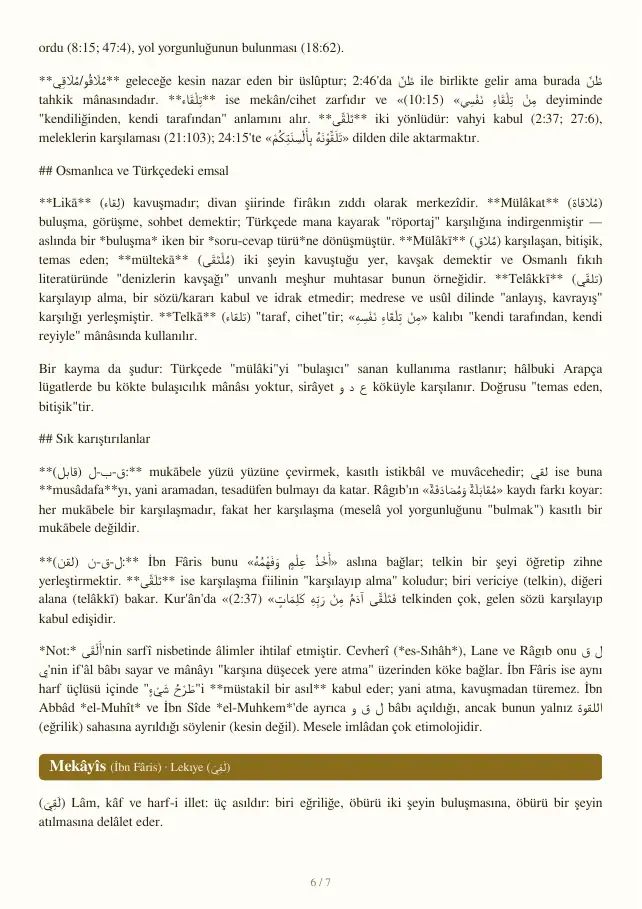 ordu (8:15; 47:4), yol yorgunluğunun bulunması (18:62).
**مُلَاقُو/مُلَاقِي** geleceğe kesin nazar eden bir üslûptur; 2:46'da ظَنّ ile birlikte gelir ama burada ظَنّ
tahkik mânasındadır. **تِلْقَاء** ise mekân/cihet zarfıdır ve «مِنْ تِلْقَاءِ نَفْسِي» (10:15) deyiminde
"kendiliğinden, kendi tarafından" anlamını alır. **تَلَقَّى** iki yönlüdür: vahyi kabul (2:37; 27:6),
meleklerin karşılaması (21:103); 24:15'te «تَلَقَّوْنَهُ بِأَلْسِنَتِكُمْ» dilden dile aktarmaktır.
## Osmanlıca ve Türkçedeki emsal
**Likā** (لِقاء) kavuşmadır; divan şiirinde firâkın zıddı olarak merkezîdir. **Mülâkat** (مُلاقاة)
buluşma, görüşme, sohbet demektir; Türkçede mana kayarak "röportaj" karşılığına indirgenmiştir —
aslında bir *buluşma* iken bir *soru-cevap türü*ne dönüşmüştür. **Mülâkī** (مُلاقٍ) karşılaşan, bitişik,
temas eden; **mültekā** (مُلْتَقَى) iki şeyin kavuştuğu yer, kavşak demektir ve Osmanlı fıkıh
literatüründe "denizlerin kavşağı" unvanlı meşhur muhtasar bunun örneğidir. **Telâkkī** (تلقّي)
karşılayıp alma, bir sözü/kararı kabul ve idrak etmedir; medrese ve usûl dilinde "anlayış, kavrayış"
karşılığı yerleşmiştir. **Telkā** (تلقاء) "taraf, cihet"tir; «مِنْ تِلْقَاءِ نَفْسِهِ» kalıbı "kendi tarafından, kendi
reyiyle" mânâsında kullanılır.
Bir kayma da şudur: Türkçede "mülâki"yi "bulaşıcı" sanan kullanıma rastlanır; hâlbuki Arapça
lügatlerde bu kökte bulaşıcılık mânâsı yoktur, sirâyet ع د و köküyle karşılanır. Doğrusu "temas eden,
bitişik"tir.
## Sık karıştırılanlar
**ق-ب-ل (قابل):** mukābele yüzü yüzüne çevirmek, kasıtlı istikbâl ve muvâcehedir; لقي ise buna
**musâdafa**yı, yani aramadan, tesadüfen bulmayı da katar. Râgıb'ın «مُقَابَلَةٌ وَمُصَادَفَةٌ» kaydı farkı koyar:
her mukābele bir karşılaşmadır, fakat her karşılaşma (meselâ yol yorgunluğunu "bulmak") kasıtlı bir
mukābele değildir.
**ل-ق-ن (لقن):** İbn Fâris bunu «أَخْذُ عِلْمٍ وَفَهْمُهُ» aslına bağlar; telkin bir şeyi öğretip zihne
yerleştirmektir. **تَلَقَّى** ise karşılaşma fiilinin "karşılayıp alma" koludur; biri vericiye (telkin), diğeri
alana (telâkkī) bakar. Kur'ân'da «فَتَلَقَّى آدَمُ مِنْ رَبِّهِ كَلِمَاتٍ» (2:37) telkinden çok, gelen sözü karşılayıp
kabul edişidir.
*Not:* أَلْقَى'nin sarfî nisbetinde âlimler ihtilaf etmiştir. Cevherî (*es-Sıhâh*), Lane ve Râgıb onu ل ق
ي'nin if'âl bâbı sayar ve mânâyı "karşına düşecek yere atma" üzerinden köke bağlar. İbn Fâris ise aynı
harf üçlüsü içinde "طَرْحُ شَيْءٍ"i **müstakil bir asıl** kabul eder; yani atma, kavuşmadan türemez. İbn
Abbâd *el-Muhît* ve İbn Sîde *el-Muhkem*'de ayrıca ل ق و bâbı açıldığı, ancak bunun yalnız اللقوة
(eğrilik) sahasına ayrıldığı söylenir (kesin değil). Mesele imlâdan çok etimolojidir.
Mekâyîs (İbn Fâris) · Lekıye (لَقِيَ)
(لَقِيَ) Lâm, kâf ve harf-i illet: üç asıldır: biri eğriliğe, öbürü iki şeyin buluşmasına, öbürü bir şeyin
atılmasına delâlet eder.
6 / 7